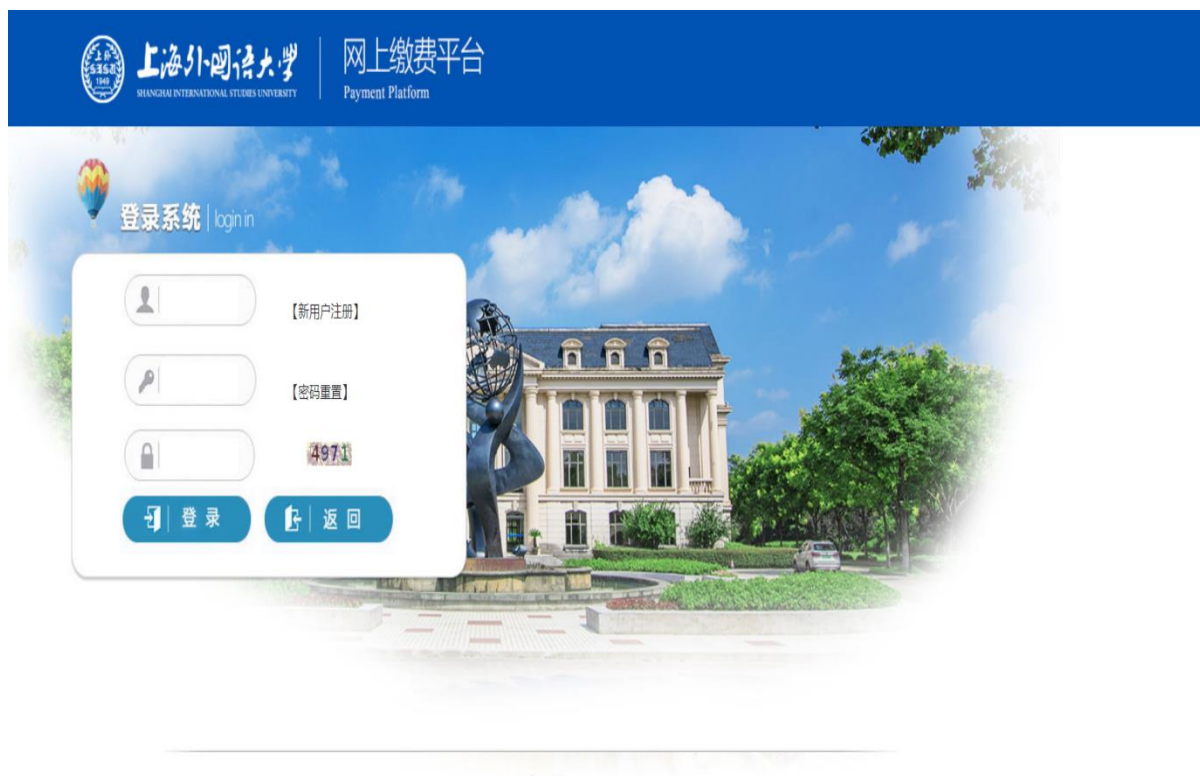 上海外国语大学
SHANGHAI INTERNATIONAL STUDIES UNIVERSITY
网上缴费平台
Payment Platform
登录系统 | login in
【新用户注册】
【密码重置】
4971
登录
返回